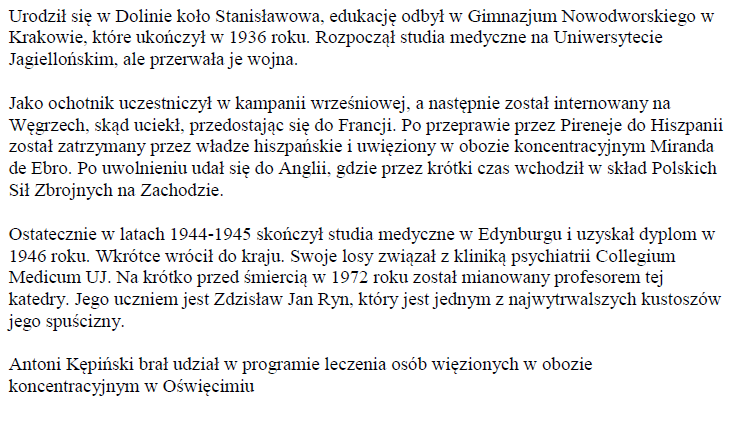 Urodził się w Dolinie koło Stanisławowa, edukację odbył w Gimnazjum Nowodworskiego w
Krakowie, które ukończył w 1936 roku. Rozpoczął studia medyczne na Uniwersytecie
Jagiellońskim, ale przerwała je wojna.
Jako ochotnik uczestniczył w kampanii wrześniowej, a następnie został internowany na
Węgrzech, skąd uciekł, przedostając się do Francji. Po przeprawie przez Pireneje do Hiszpanii
został zatrzymany przez władze hiszpańskie i uwięziony w obozie koncentracyjnym Miranda
de Ebro. Po uwolnieniu udał się do Anglii, gdzie przez krótki czas wchodził w skład Polskich
Sił Zbrojnych na Zachodzie.
Ostatecznie w latach 1944-1945 skończył studia medyczne w Edynburgu i uzyskał dyplom w
1946 roku. Wkrótce wrócił do kraju. Swoje losy związał z kliniką psychiatrii Collegium
Medicum UJ. Na krótko przed śmiercią w 1972 roku został mianowany profesorem tej
katedry. Jego uczniem jest Zdzisław Jan Ryn, który jest jednym z najwytrwalszych kustoszów
jego spuścizny.
Antoni Kępiński brał udział w programie leczenia osób więzionych w obozie
koncentracyjnym w Oświęcimiu